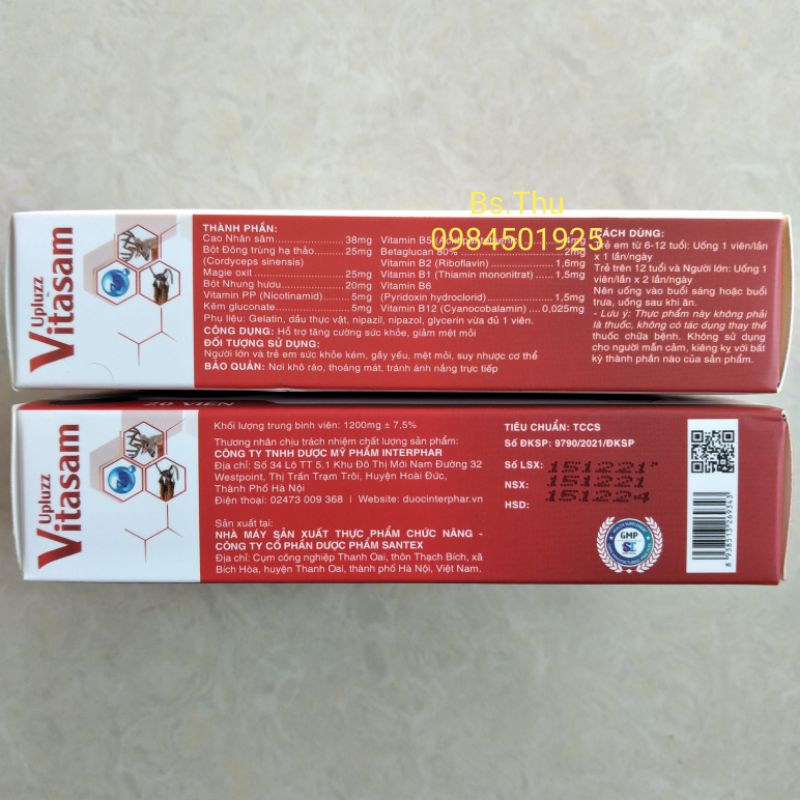 Bs.Thu
0984501925
Upluzz
Vitasam
THÀNH PHẦN:
Cao Nhân sâm 38mg
Bột Đông trùng hạ thảo 25mg
(Cordyceps sinensis)
Magie oxit 25mg
Bột Nhung hươu 20mg
Vitamin PP (Nicotinamid) 5mg
Kẽm gluconate 5mg
Vitamin B5
Betaglucan 80% 2mg
Vitamin B2 (Riboflavin) 1,6mg
Vitamin B1 (Thiamin mononitrat) 1,5mg
Vitamin B6
(Pyridoxin hydroclorid) 1,5mg
Vitamin B12 (Cyanocobalamin) 0,025mg
Phụ liệu: Gelatin, dầu thực vật, nipazil, nipazol, glycerin vừa đủ 1 viên.
CÔNG DỤNG: Hỗ trợ tăng cường sức khỏe, giảm mệt mỏi
ĐỐI TƯỢNG SỬ DỤNG:
Người lớn và trẻ em sức khỏe kém, gầy yếu, mệt mỏi, suy nhược cơ thể
BẢO QUẢN: Nơi khô ráo, thoáng mát, tránh ánh nắng trực tiếp
CÁCH DÙNG:
Trẻ em từ 6-12 tuổi: Uống 1 viên/lần
x 1 lần/ngày
Trẻ trên 12 tuổi và Người lớn: Uống 1
viên/lần x 2 lần/ngày
Nên uống vào buổi sáng hoặc buổi
trưa, uống sau khi ăn.
- Lưu ý: Thực phẩm này không phải
là thuốc, không có tác dụng thay thế
thuốc chữa bệnh. Không sử dụng
cho người mẫn cảm, kiêng kỵ với bất
kỳ thành phần nào của sản phẩm.
20 VIÊN
Upluzz
Vitasam
Khối lượng trung bình viên: 1200mg ± 7,5%
Thương nhân chịu trách nhiệm chất lượng sản phẩm:
CÔNG TY TNHH DƯỢC MỸ PHẨM INTERPHAR
Địa chỉ: Số 34 Lô TT 5.1 Khu Đô Thị Mới Nam Đường 32
Westpoint, Thị Trấn Trạm Trôi, Huyện Hoài Đức,
Thành Phố Hà Nội
Điện thoại: 02473 009 368 | Website: duocinterphar.vn
Sản xuất tại:
NHÀ MÁY SẢN XUẤT THỰC PHẨM CHỨC NĂNG -
CÔNG TY CỔ PHẦN DƯỢC PHẨM SANTEX
Địa chỉ: Cụm công nghiệp Thanh Oai, thôn Thạch Bích, xã
Bích Hòa, huyện Thanh Oai, thành phố Hà Nội, Việt Nam.
TIÊU CHUẨN: TCCS
Số ĐKSP: 9790/2021/ĐKSP
Số LSX: 151221
NSX: 151221
HSD: 151224
GMP
8 938513 269343